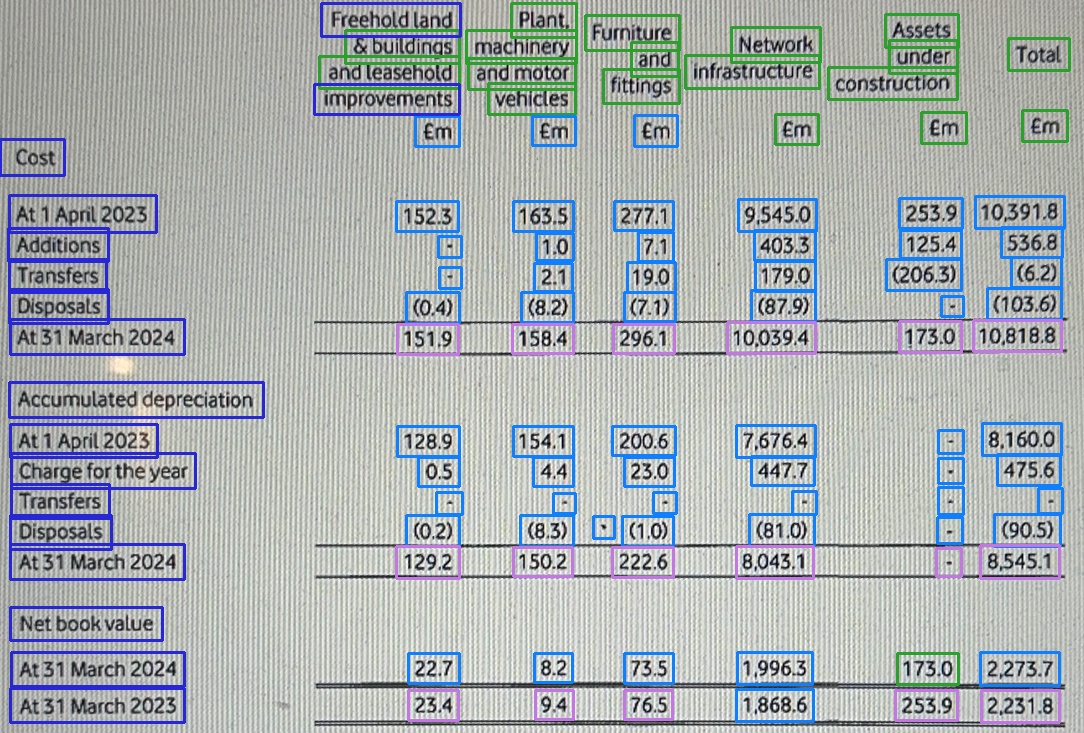 Freehold land & buildings and leasehold improvements Plant, machinery and motor vehicles Furniture and fittings Network infrastructure Assets under construction Total
£m £m £m £m £m £m
Cost
At 1 April 2023 152.3 163.5 277.1 9,545.0 253.9 10,391.8
Additions - 1.0 7.1 403.3 125.4 536.8
Transfers - 2.1 19.0 179.0 (206.3) (6.2)
Disposals (0.4) (8.2) (7.1) (87.9) - (103.6)
At 31 March 2024 151.9 158.4 296.1 10,039.4 173.0 10,818.8
Accumulated depreciation
At 1 April 2023 128.9 154.1 200.6 7,676.4 - 8,160.0
Charge for the year 0.5 4.4 23.0 447.7 - 475.6
Transfers - - - - - -
Disposals (0.2) (8.3) (1.0) (81.0) - (90.5)
At 31 March 2024 129.2 150.2 222.6 8,043.1 - 8,545.1
Net book value
At 31 March 2024 22.7 8.2 73.5 1,996.3 173.0 2,273.7
At 31 March 2023 23.4 9.4 76.5 1,868.6 253.9 2,231.8